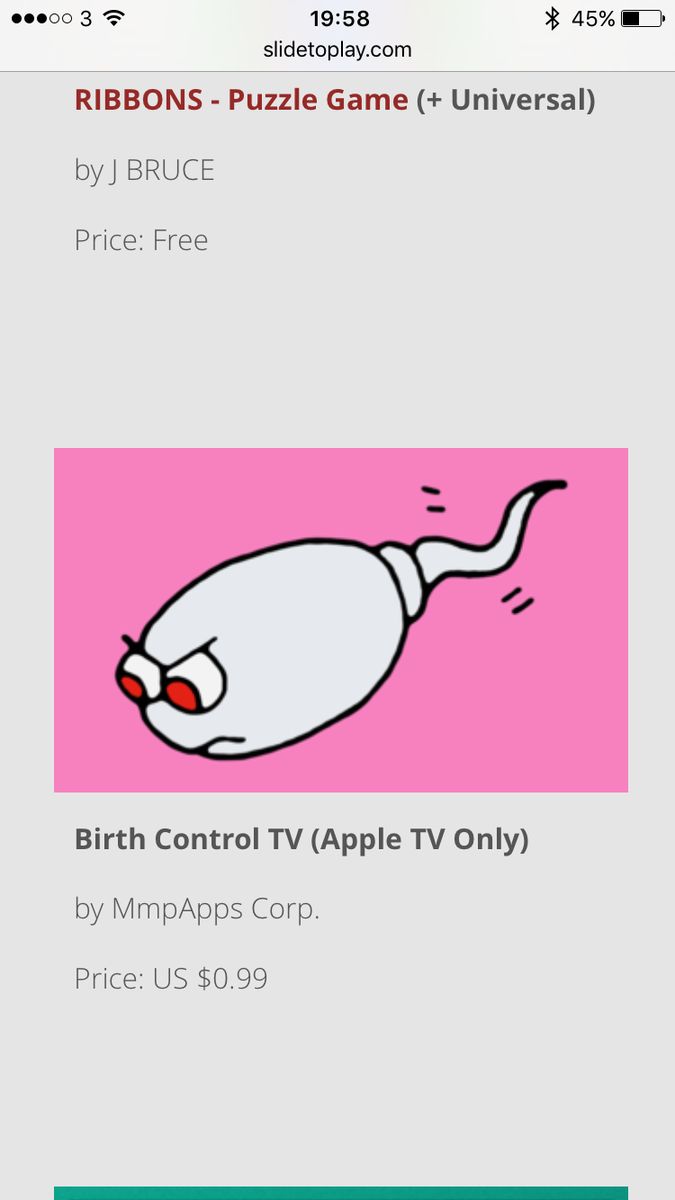 3 19:58 45%
slidetoplay.com
RIBBONS - Puzzle Game (+ Universal)
by J BRUCE
Price: Free
Birth Control TV (Apple TV Only)
by MmpApps Corp.
Price: US $0.99